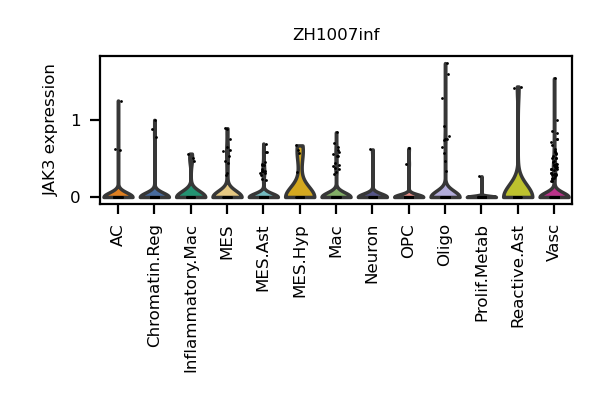 ZH1007inf
JAK3 expression
1
0
AC
Chromatin.Reg
Inflammatory.Mac
MES
MES.Ast
MES.Hyp
Mac
Neuron
OPC
Oligo
Prolif.Metab
Reactive.Ast
Vasc